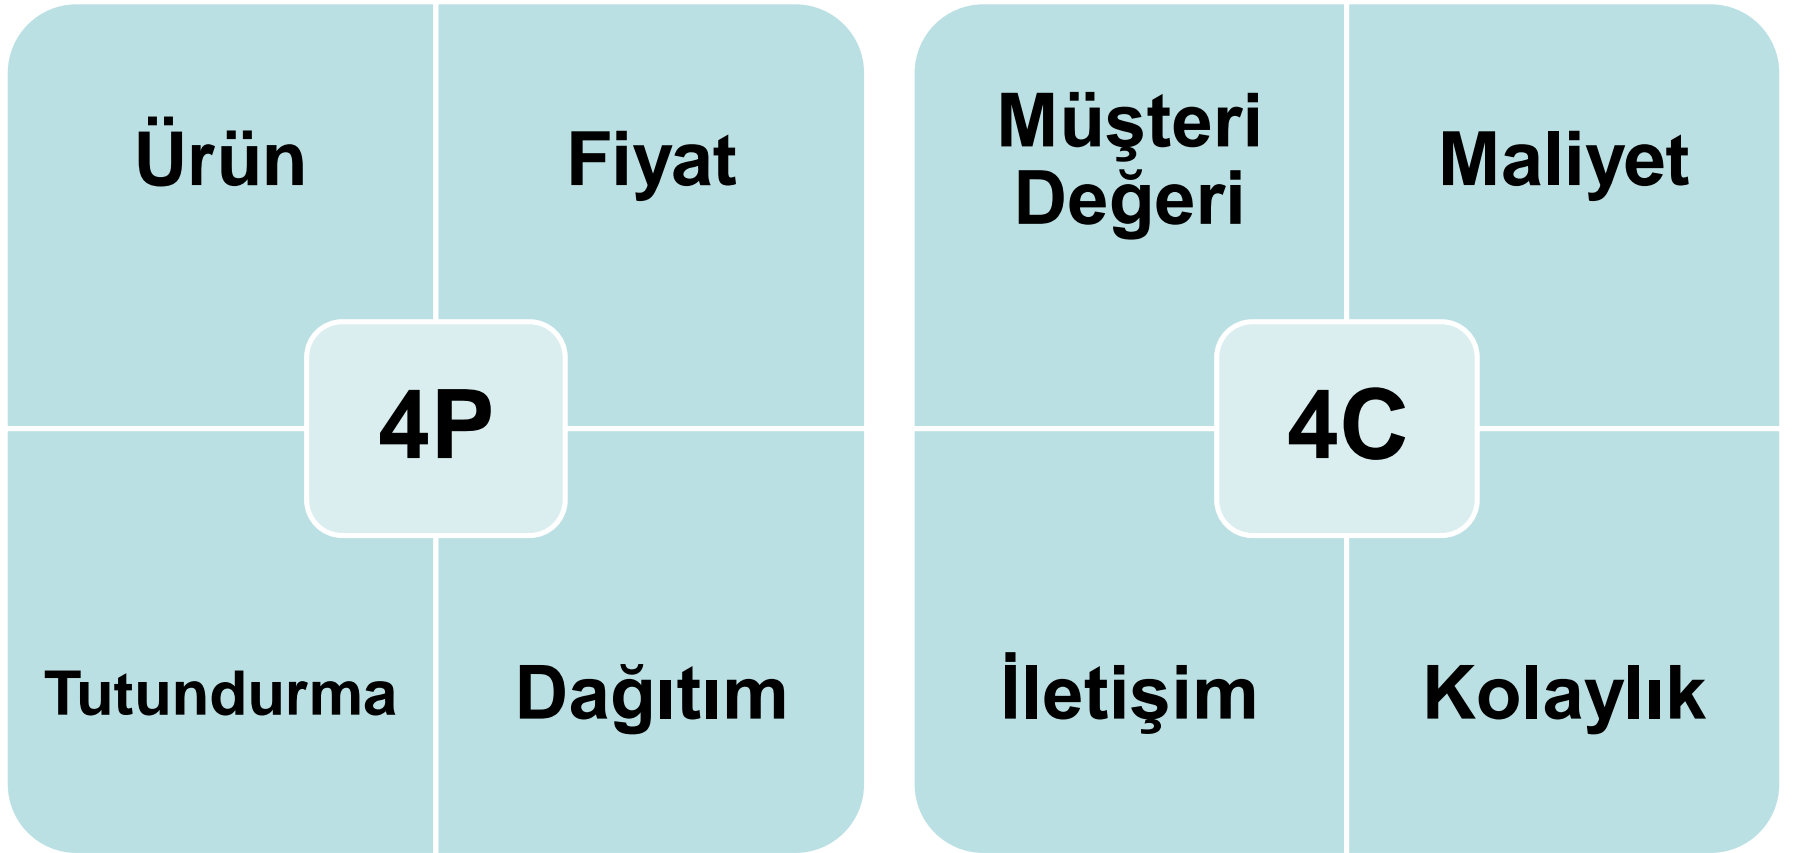 Ürün
Fiyat
4P
Tutundurma
Dağıtım
Müşteri
Değeri
Maliyet
4C
İletişim
Kolaylık